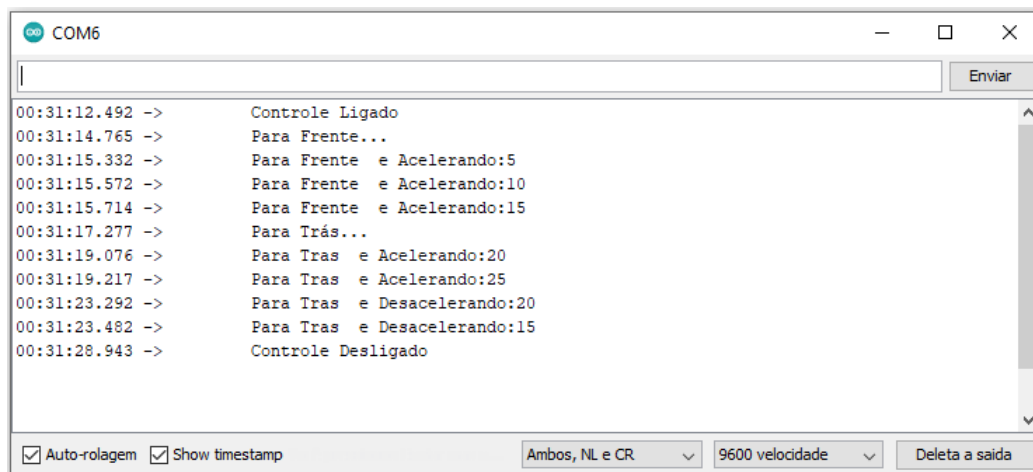 COM6
Enviar
00:31:12.492 -> Controle Ligado
00:31:14.765 -> Para Frente...
00:31:15.332 -> Para Frente  e Acelerando:5
00:31:15.572 -> Para Frente  e Acelerando:10
00:31:15.714 -> Para Frente  e Acelerando:15
00:31:17.277 -> Para Trás...
00:31:19.076 -> Para Tras  e Acelerando:20
00:31:19.217 -> Para Tras  e Acelerando:25
00:31:23.292 -> Para Tras  e Desacelerando:20
00:31:23.482 -> Para Tras  e Desacelerando:15
00:31:28.943 -> Controle Desligado
Auto-rolagem Show timestamp Ambos, NL e CR 9600 velocidade Deleta a saida